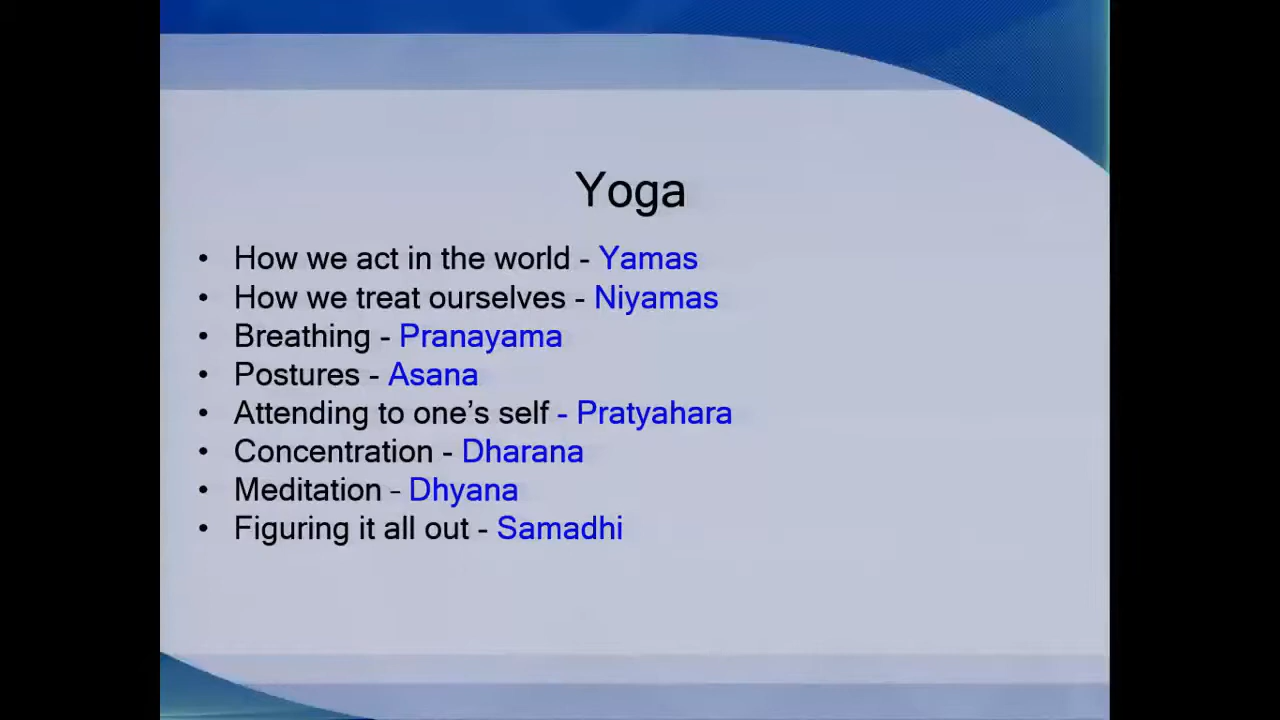 Yoga
• How we act in the world - Yamas
• How we treat ourselves - Niyamas
• Breathing - Pranayama
• Postures - Asana
• Attending to one’s self - Pratyahara
• Concentration - Dharana
• Meditation - Dhyana
• Figuring it all out - Samadhi